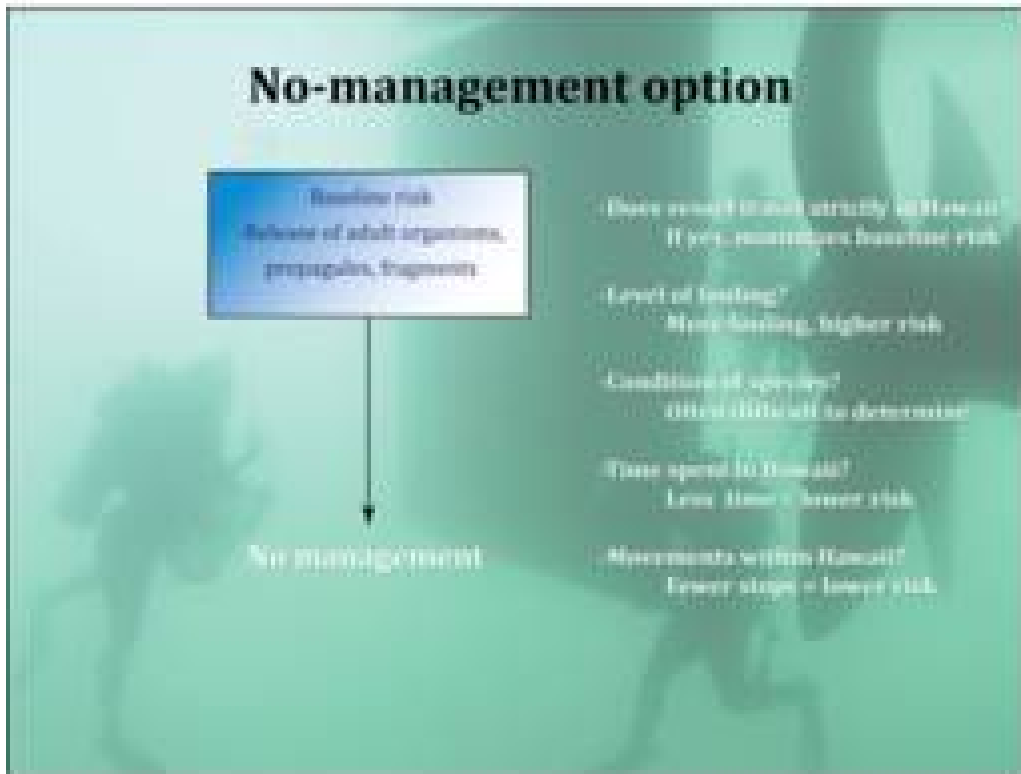 No-management option
Baseline risk
-Release of adult organisms,
propagules, fragments
No management
-Does vessel travel strictly in Hawaii?
If yes, minimizes baseline risk
-Level of fouling?
More fouling, higher risk
-Condition of species?
Often difficult to determine
-Time spent in Hawaii?
Less time = lower risk
-Movements within Hawaii?
Fewer stops = lower risk